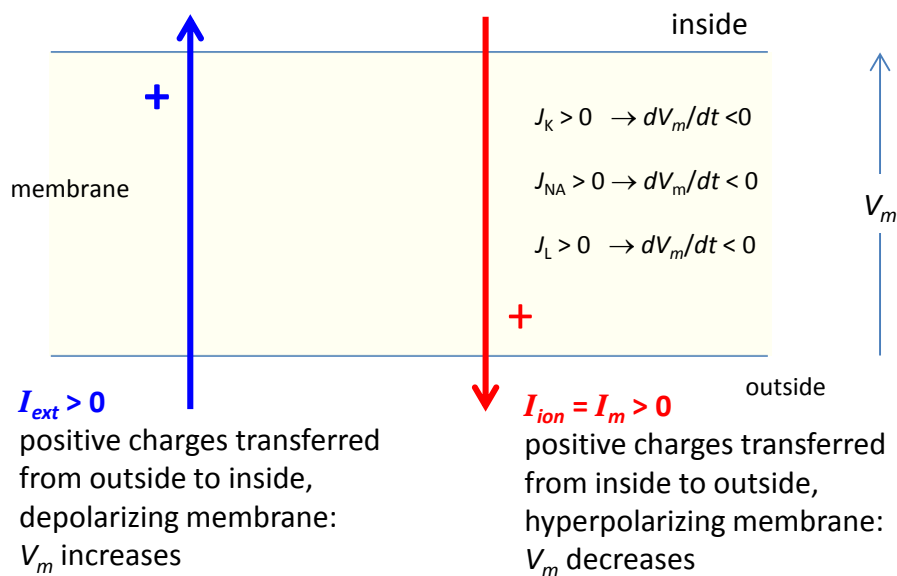 inside
+
J_K > 0 → dV_m/dt <0
membrane
J_NA > 0 → dV_m/dt < 0
V_m
J_L > 0 → dV_m/dt < 0
+
outside
I_ext > 0
positive charges transferred
from outside to inside,
depolarizing membrane:
V_m increases
I_ion = I_m > 0
positive charges transferred
from inside to outside,
hyperpolarizing membrane:
V_m decreases